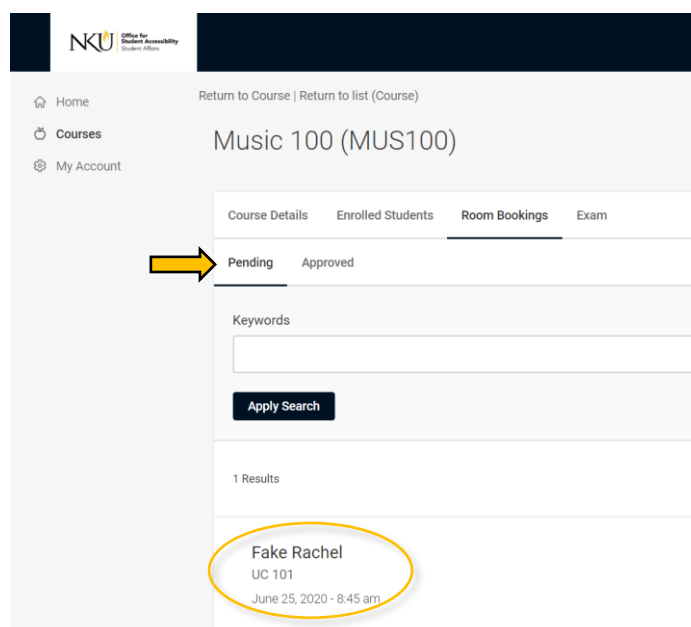 NKU Office for
Student Accessibility
Student Affairs
Home
Courses
My Account
Return to Course | Return to list (Course)
Music 100 (MUS100)
Course Details Enrolled Students Room Bookings Exam
Pending Approved
Keywords
Apply Search
1 Results
Fake Rachel
UC 101
June 25, 2020 - 8:45 am